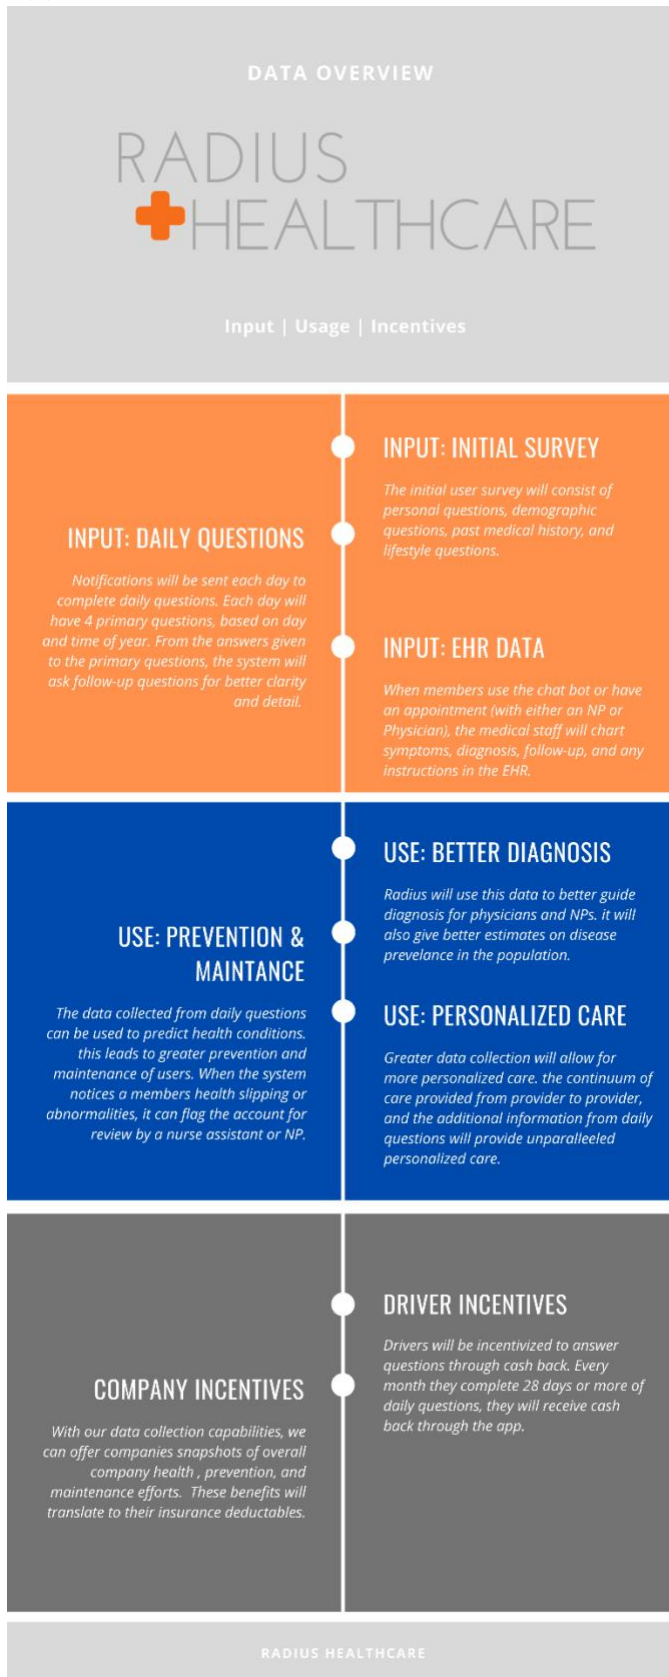 DATA OVERVIEW
RADIUS
HEALTHCARE
Input | Usage | Incentives
INPUT: INITIAL SURVEY
The initial user survey will consist of
personal questions, demographic
questions, past medical history, and
lifestyle questions.
INPUT: DAILY QUESTIONS
Notifications will be sent each day to
complete daily questions. Each day will
have 4 primary questions, based on day
and time of year. From the answers given
to the primary questions, the system will
ask follow-up questions for better clarity
and detail.
INPUT: EHR DATA
When members use the chat bot or have
an appointment (with either an NP or
Physician), the medical staff will chart
symptoms, diagnosis, follow-up, and any
instructions in the EHR.
USE: BETTER DIAGNOSIS
Radius will use this data to better guide
diagnosis for physicians and NPs. it will
also give better estimates on disease
prevelance in the population.
USE: PREVENTION &
MAINTANCE
The data collected from daily questions
can be used to predict health conditions.
this leads to greater prevention and
maintenance of users. When the system
notices a members health slipping or
abnormalities, it can flag the account for
review by a nurse assistant or NP.
USE: PERSONALIZED CARE
Greater data collection will allow for
more personalized care. the continuum of
care provided from provider to provider,
and the additional information from daily
questions will provide unparalleeled
personalized care.
DRIVER INCENTIVES
Drivers will be incentivized to answer
questions through cash back. Every
month they complete 28 days or more of
daily questions, they will receive cash
back through the app.
COMPANY INCENTIVES
With our data collection capabilities, we
can offer companies snapshots of overall
company health , prevention, and
maintenance efforts.  These benefits will
translate to their insurance deductables.
RADIUS HEALTHCARE